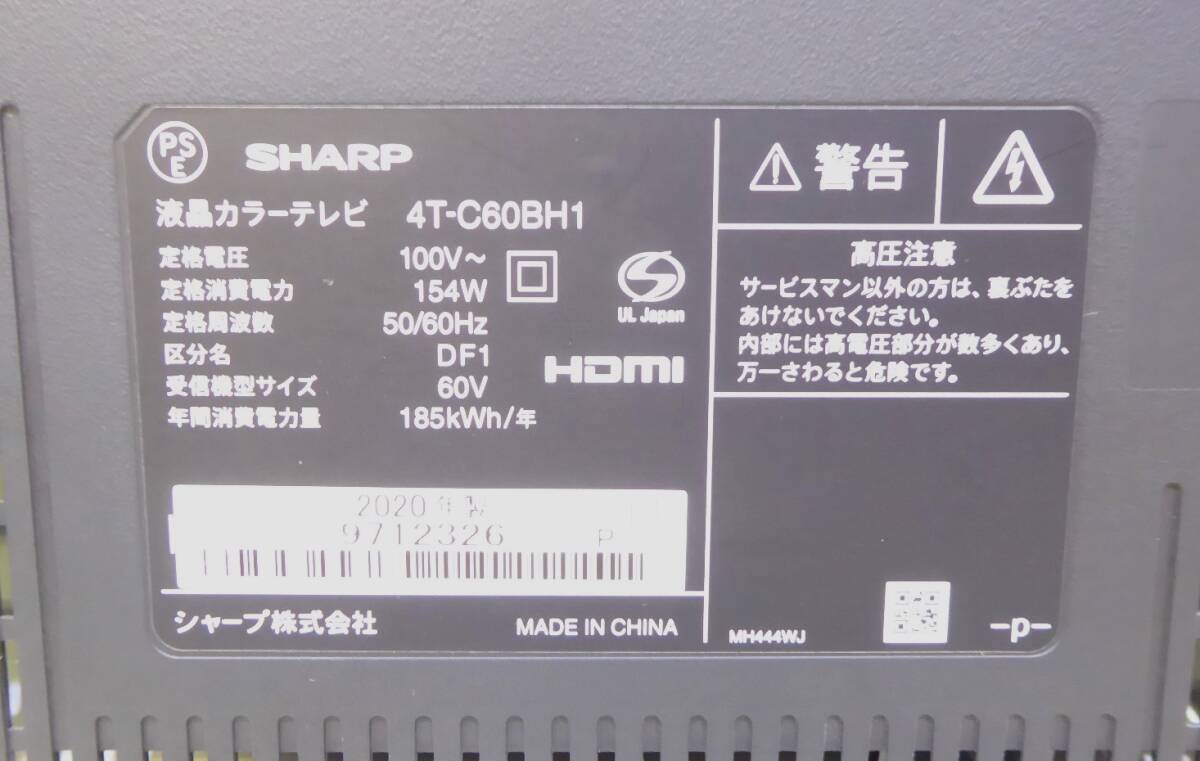 PSE
SHARP
液晶カラーテレビ 4T-C60BH1
定格電圧 100V~
定格消費電力 154W
定格周波数 50/60Hz
区分名 DF1
受信機型サイズ 60V
年間消費電力量 185kWh/年
UL Japan
HDMI
2020年製
9712326 P
シャープ株式会社 MADE IN CHINA
警告
高圧注意
サービスマン以外の方は、裏ぶたを
あけないでください。
内部には高電圧部分が数多くあり、
万一さわると危険です。
MH444WJ
-p-